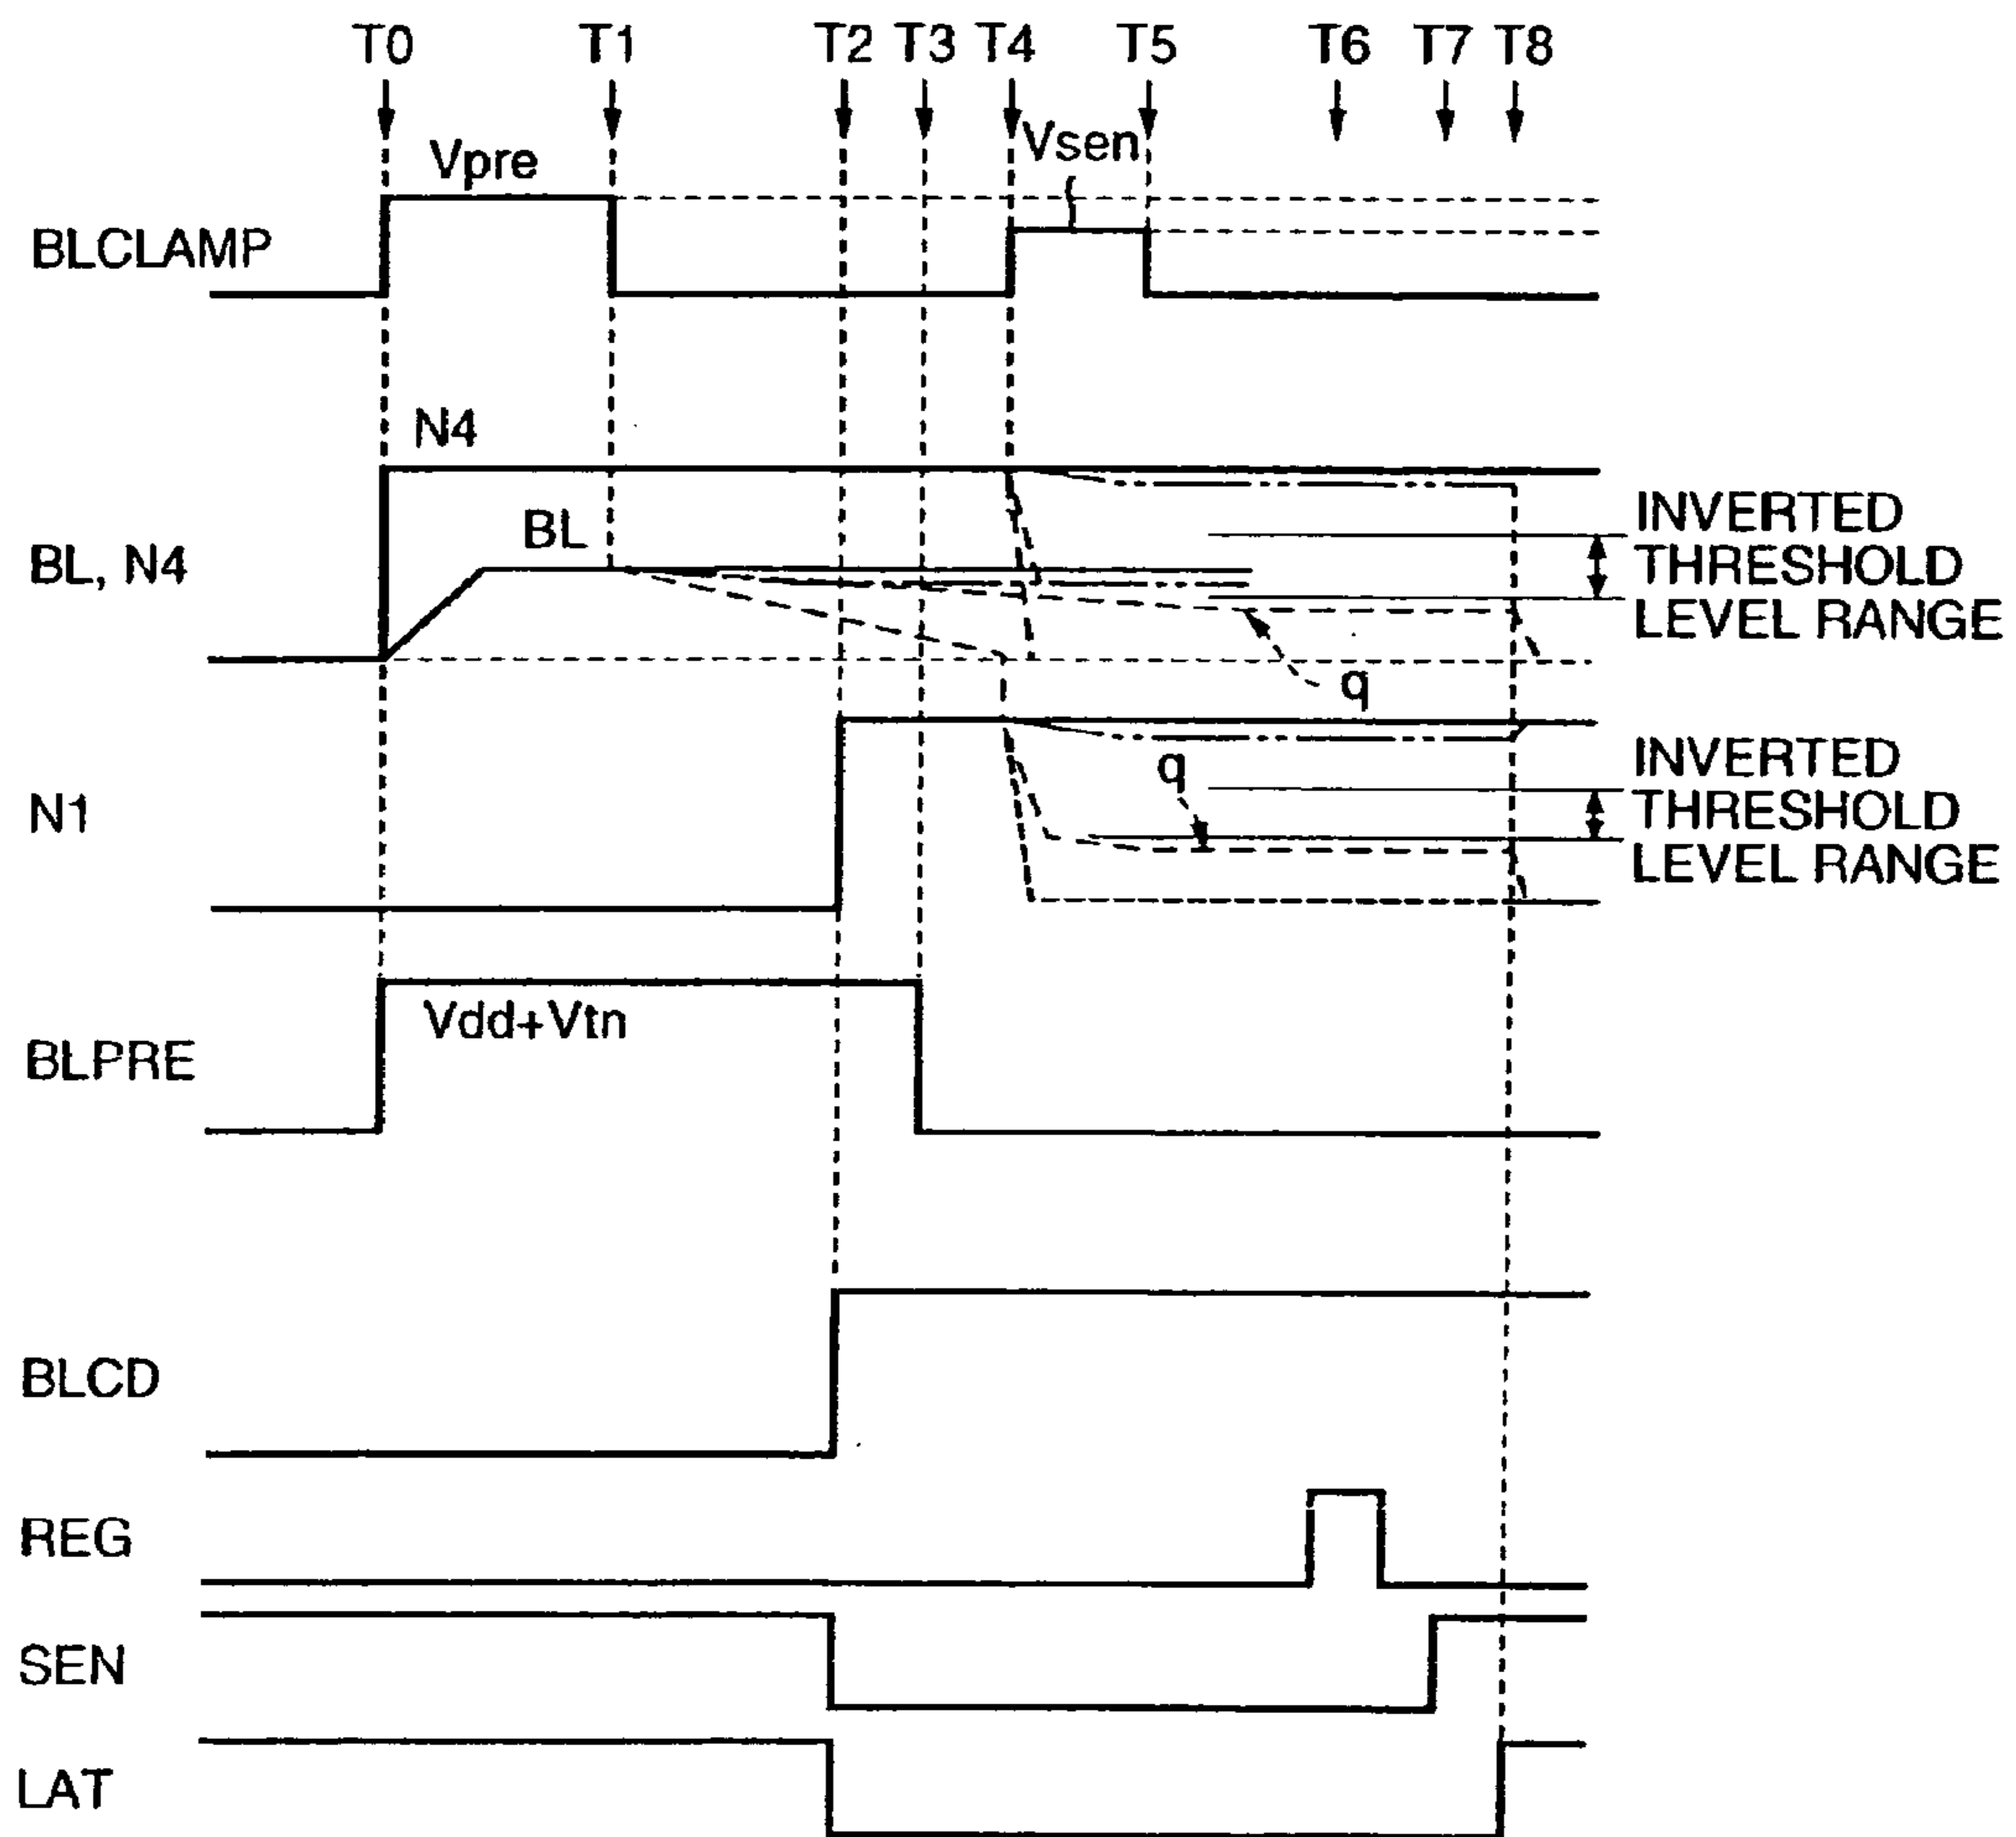 T0 T1 T2 T3 T4 T5 T6 T7 T8
Vpre
Vsen
BLCLAMP
N4
BL
BL, N4
INVERTED
THRESHOLD
LEVEL RANGE
q
N1
q
INVERTED
THRESHOLD
LEVEL RANGE
Vdd+Vtn
BLPRE
BLCD
REG
SEN
LAT